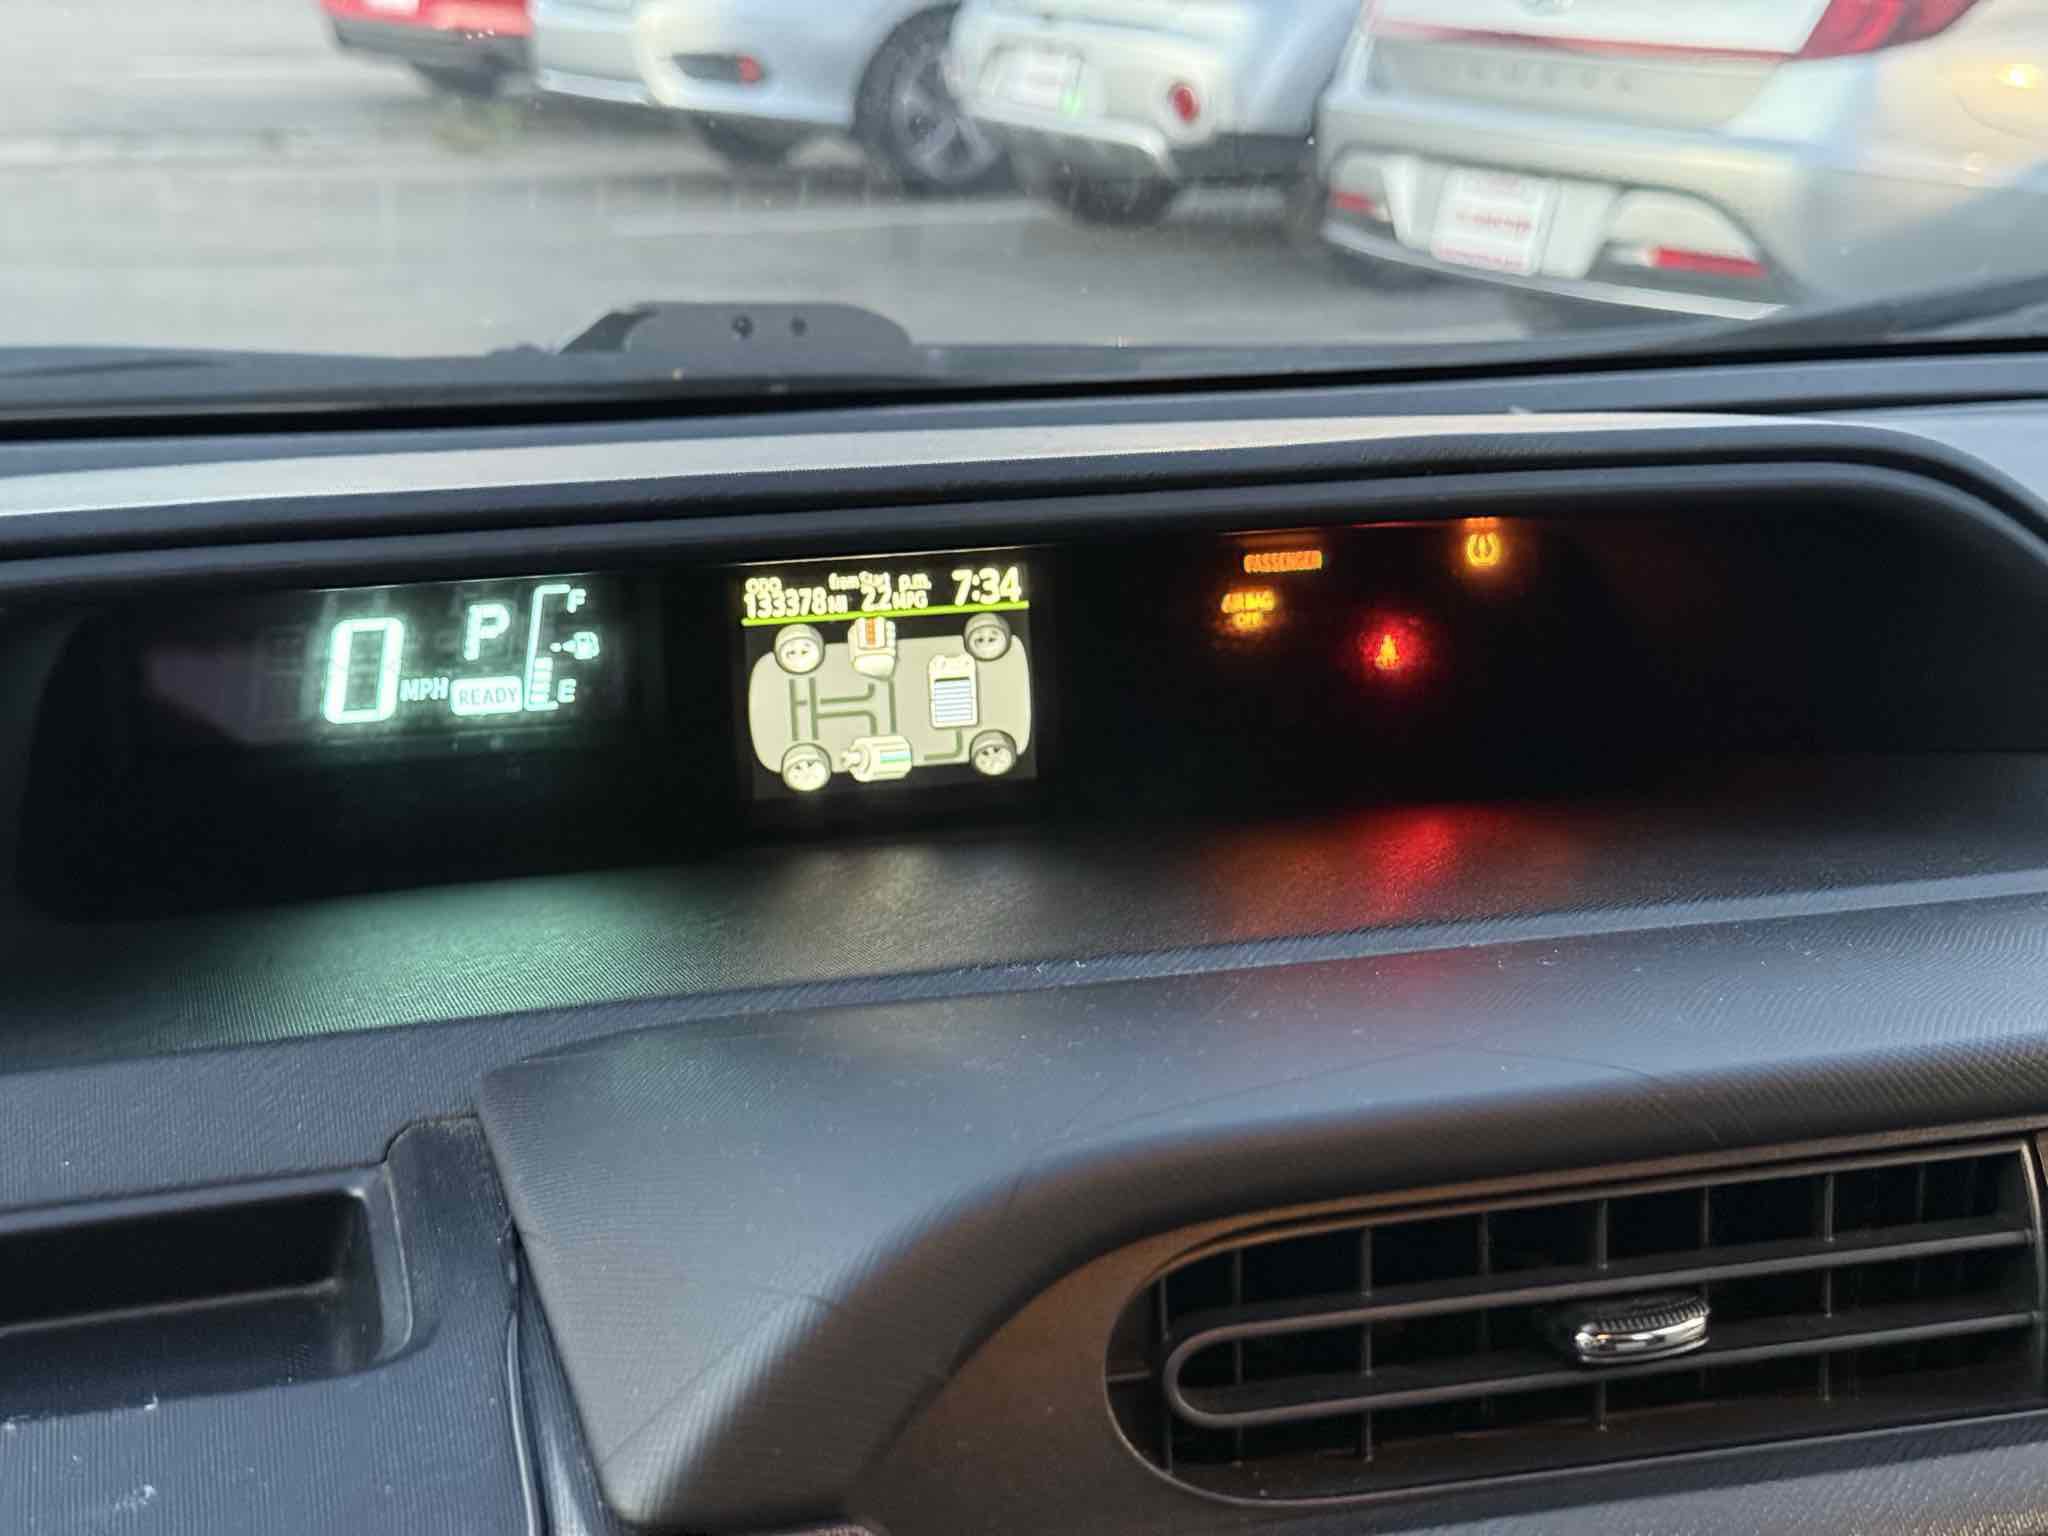 F
0 MPH
P
READY
E
ODO
133378 MI
from Start
22 MPG
p.m.
7:34
PASSENGER
AIR BAG
OFF